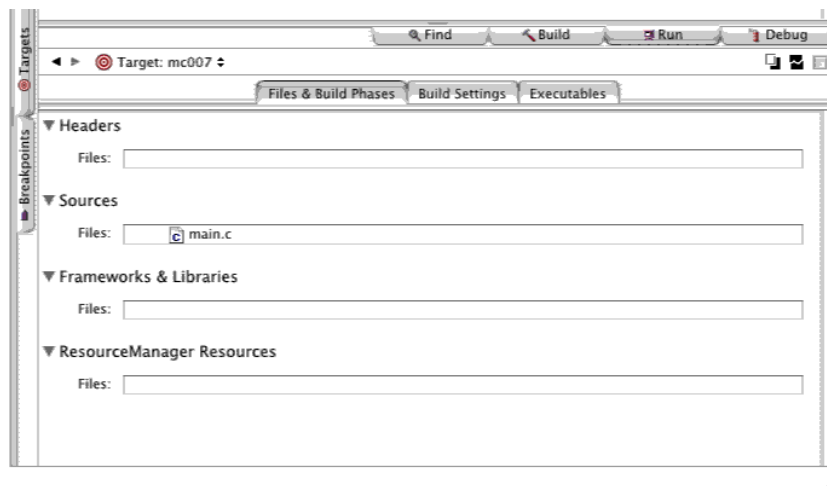 Find Build Run Debug
Targets
Target: mc007
Files & Build Phases Build Settings Executables
Breakpoints
Headers
Files:
Sources
Files: c main.c
Frameworks & Libraries
Files:
ResourceManager Resources
Files: